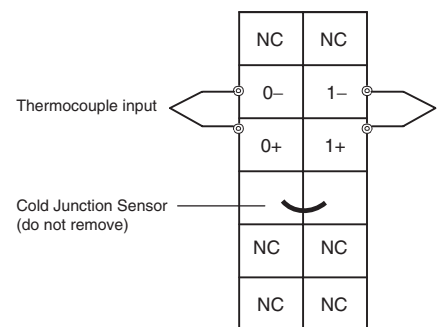 NC NC
0– 1–
Thermocouple input
0+ 1+
Cold Junction Sensor
(do not remove)
NC NC
NC NC